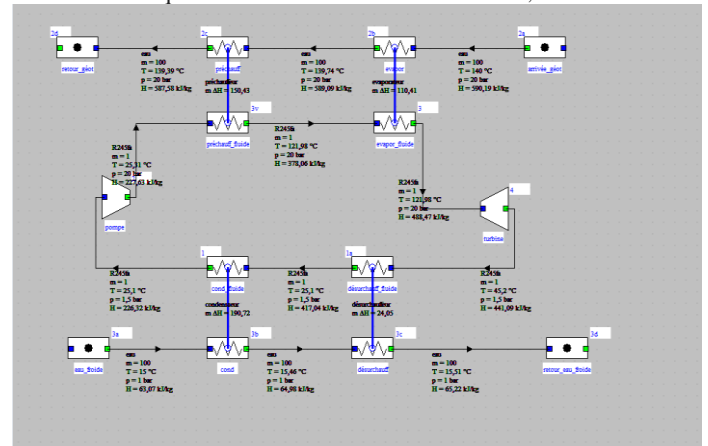 2d
2c
2b
2a
retour_géot
eau
m = 100
T = 139,39 °C
p = 20 bar
H = 587,58 kJ/kg
préchauff
préchauffeur
m ΔH = 150,43
eau
m = 100
T = 139,74 °C
p = 20 bar
H = 589,09 kJ/kg
evapor
evaporateur
m ΔH = 110,41
eau
m = 100
T = 140 °C
p = 20 bar
H = 590,19 kJ/kg
arrivée_géot
3v
3
R245fa
m = 1
T = 25,31 °C
p = 20 bar
H = 227,63 kJ/kg
préchauff_fluide
R245fa
m = 1
T = 121,98 °C
p = 20 bar
H = 378,06 kJ/kg
evapor_fluide
R245fa
m = 1
T = 121,98 °C
p = 20 bar
H = 488,47 kJ/kg
4
pompe
turbine
1
1s
R245fa
m = 1
T = 25,1 °C
p = 1,5 bar
H = 226,32 kJ/kg
cond_fluide
condenseur
m ΔH = 190,72
R245fa
m = 1
T = 25,1 °C
p = 1,5 bar
H = 417,04 kJ/kg
désurchauff_fluide
désurchauffeur
m ΔH = 24,05
R245fa
m = 1
T = 45,2 °C
p = 1,5 bar
H = 441,09 kJ/kg
3a
3b
3c
3d
eau_froide
eau
m = 100
T = 15 °C
p = 1 bar
H = 63,07 kJ/kg
cond
eau
m = 100
T = 15,46 °C
p = 1 bar
H = 64,98 kJ/kg
désurchauff
eau
m = 100
T = 15,51 °C
p = 1 bar
H = 65,22 kJ/kg
retour_eau_froide